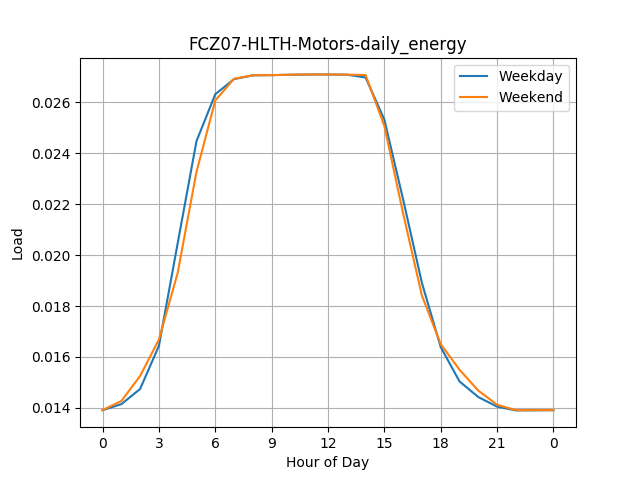 FCZ07-HLTH-Motors-daily_energy
Weekday
Weekend
Load
0.026
0.024
0.022
0.020
0.018
0.016
0.014
0 3 6 9 12 15 18 21 0
Hour of Day